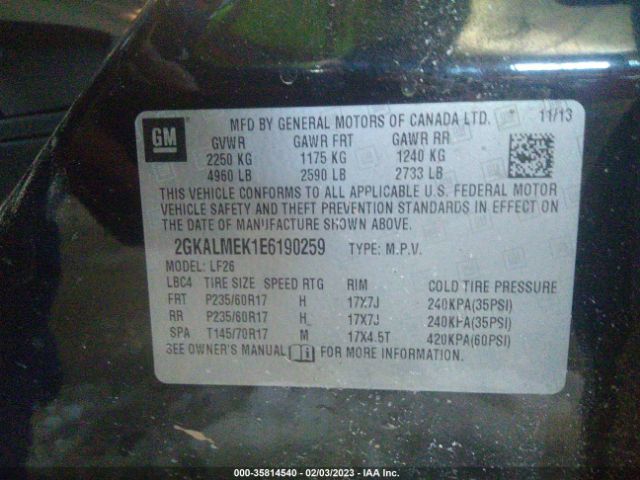 GM
MFD BY GENERAL MOTORS OF CANADA LTD. 11/13
GVWR GAWR FRT GAWR RR
2250 KG 1175 KG 1240 KG
4960 LB 2590 LB 2733 LB
THIS VEHICLE CONFORMS TO ALL APPLICABLE U.S. FEDERAL MOTOR
VEHICLE SAFETY AND THEFT PREVENTION STANDARDS IN EFFECT ON
THE DATE OF MANUFACTURE SHOWN ABOVE.
2GKALMEK1E6190259 TYPE: M.P.V.
MODEL: LF26
LBC4 TIRE SIZE SPEED RTG RIM COLD TIRE PRESSURE
FRT P235/60R17 H 17X7J 240KPA(35PSI)
RR P235/60R17 H 17X7J 240KPA(35PSI)
SPA T145/70R17 M 17X4.5T 420KPA(60PSI)
SEE OWNER'S MANUAL FOR MORE INFORMATION.
000-35814540 - 02/03/2023 - IAA Inc.